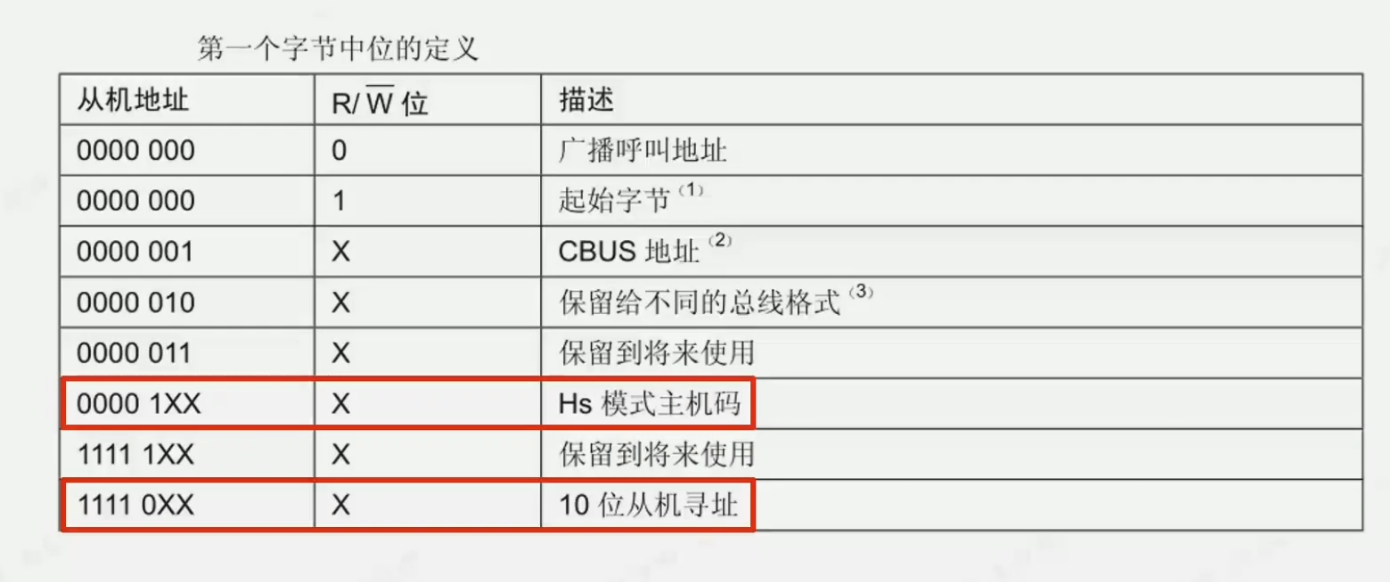 第一个字节中位的定义
从机地址 R/W̅ 位 描述
0000 000 0 广播呼叫地址
0000 000 1 起始字节（1）
0000 001 X CBUS 地址（2）
0000 010 X 保留给不同的总线格式（3）
0000 011 X 保留到将来使用
0000 1XX X Hs 模式主机码
1111 1XX X 保留到将来使用
1111 0XX X 10 位从机寻址